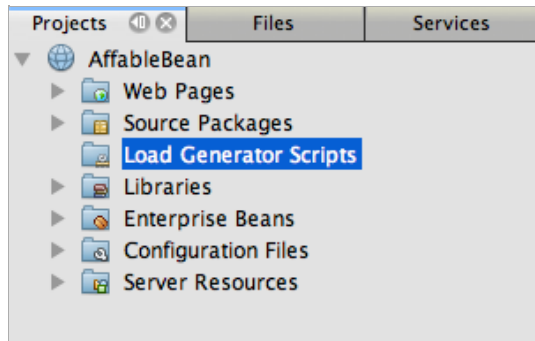 Projects Files Services
AffableBean
Web Pages
Source Packages
Load Generator Scripts
Libraries
Enterprise Beans
Configuration Files
Server Resources